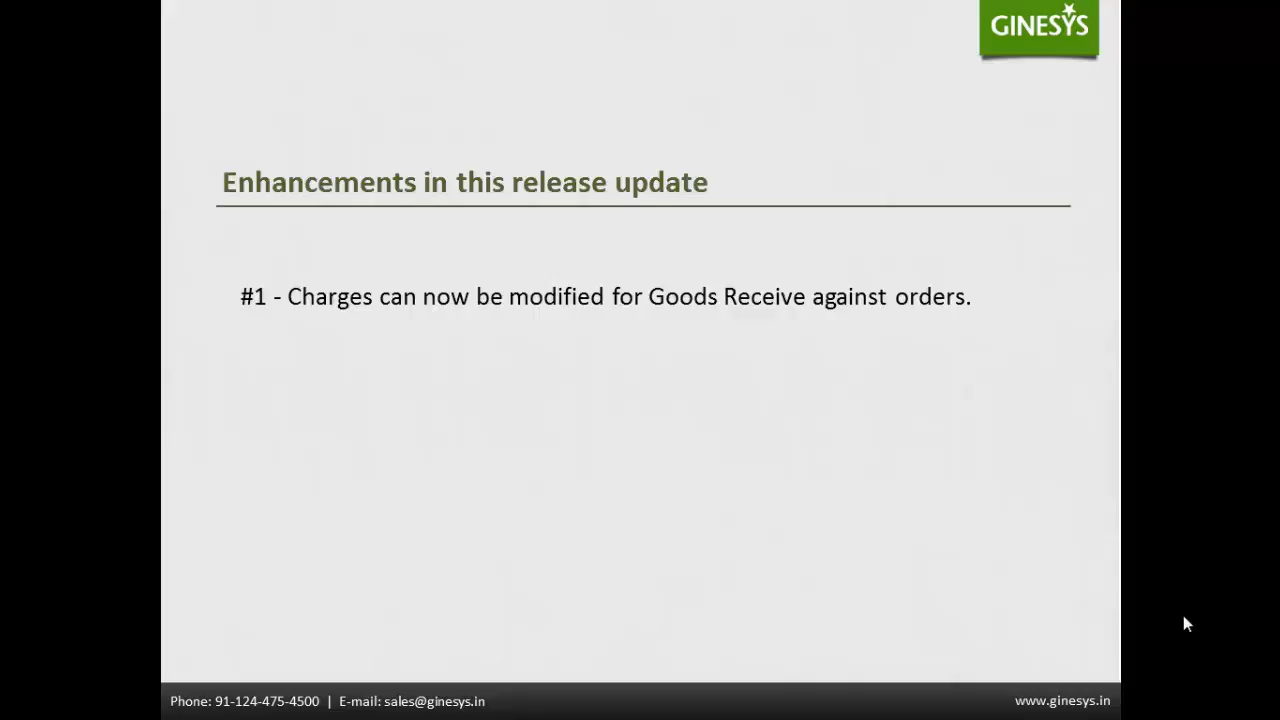 GINESYS
Enhancements in this release update
#1 - Charges can now be modified for Goods Receive against orders.
Phone: 91-124-475-4500 | E-mail: sales@ginesys.in
www.ginesys.in